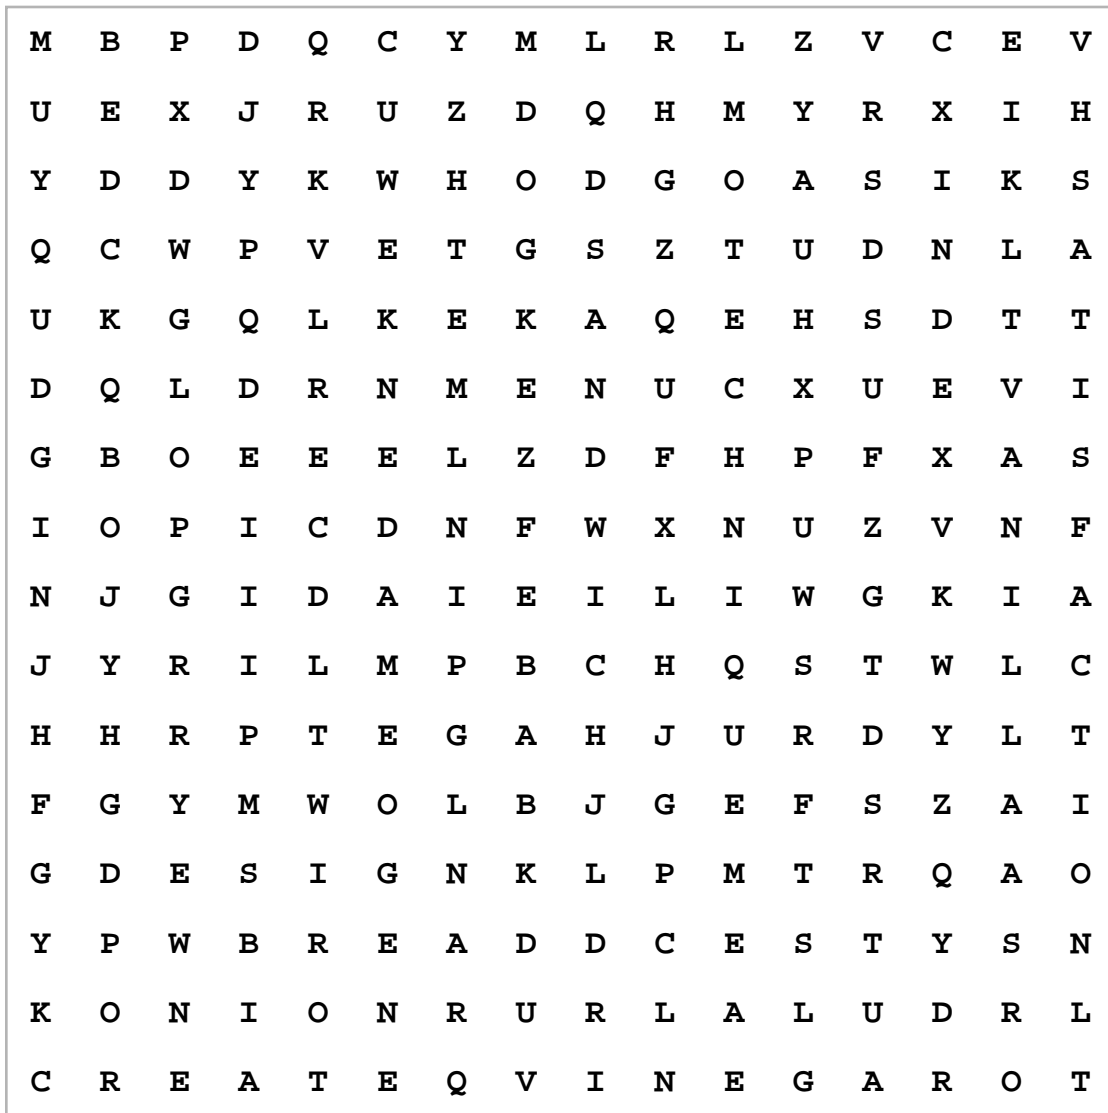 M B P D Q C Y M L R L Z V C E V
U E X J R U Z D Q H M Y R X I H
Y D D Y K W H O D G O A S I K S
Q C W P V E T G S Z T U D N L A
U K G Q L K E K A Q E H S D T T
D Q L D R N M E N U C X U E V I
G B O E E E L Z D F H P F X A S
I O P I C D N F W X N U Z V N F
N J G I D A I E I L I W G K I A
J Y R I L M P B C H Q S T W L C
H H R P T E G A H J U R D Y L T
F G Y M W O L B J G E F S Z A I
G D E S I G N K L P M T R Q A O
Y P W B R E A D D C E S T Y S N
K O N I O N R U R L A L U D R L
C R E A T E Q V I N E G A R O T